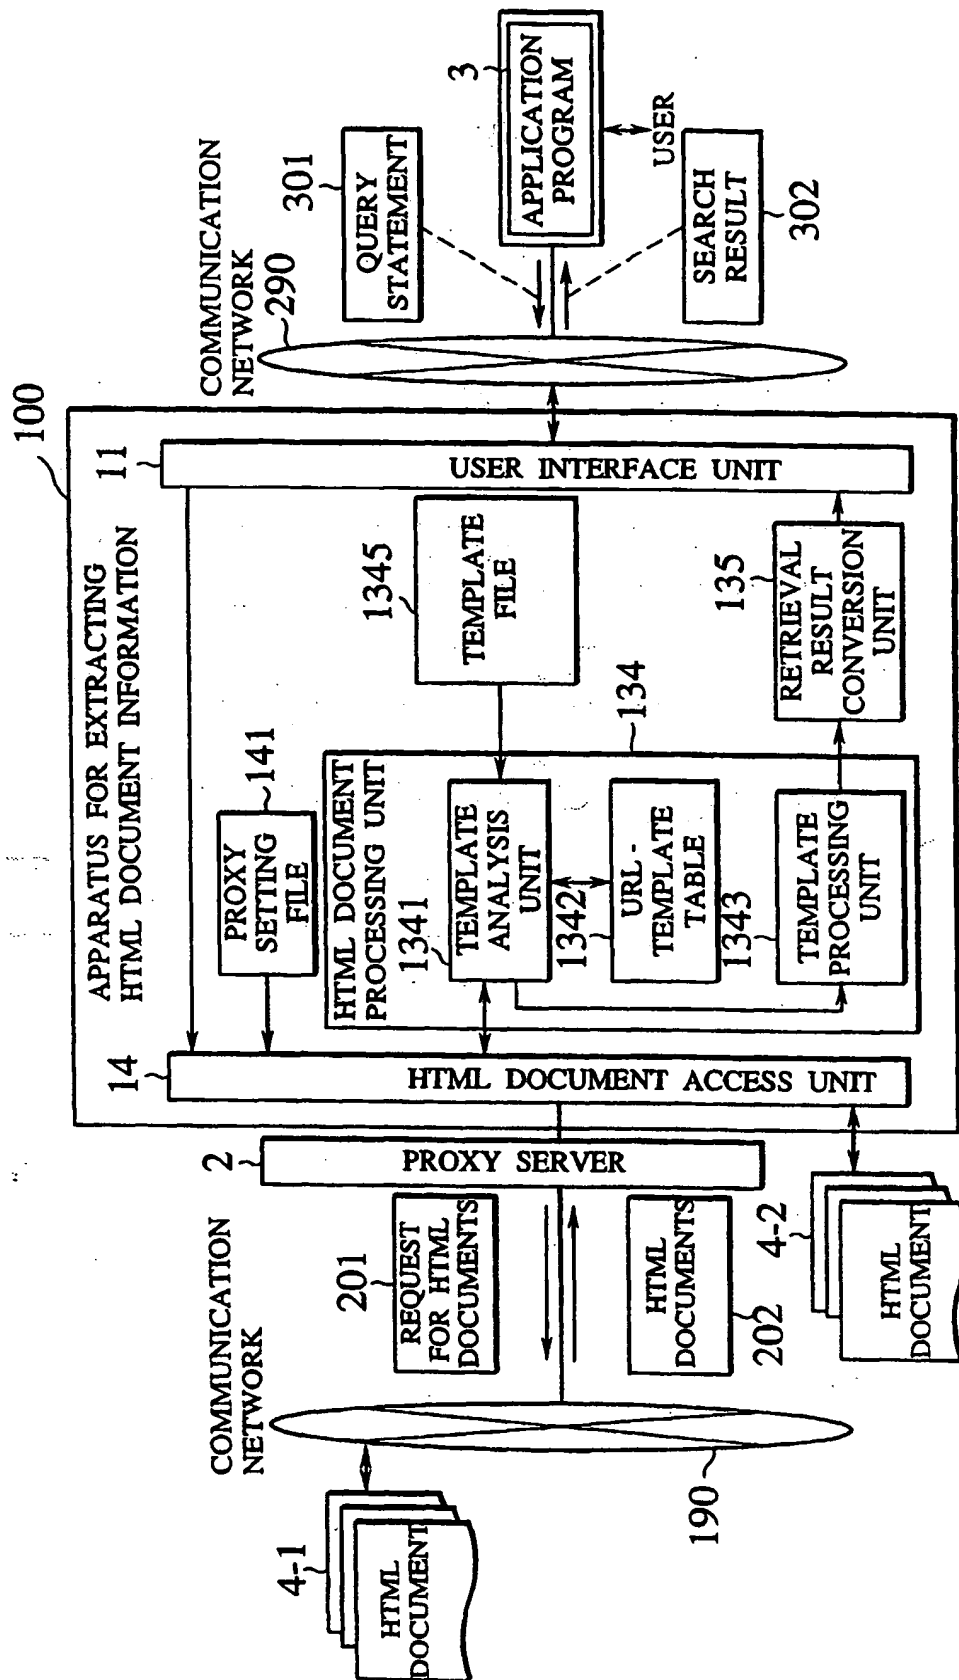 COMMUNICATION
NETWORK
4-1
HTML
DOCUMENT
190
201
REQUEST
FOR HTML
DOCUMENTS
HTML
DOCUMENTS
202
2
PROXY SERVER
4-2
HTML
DOCUMENT
100
APPARATUS FOR EXTRACTING
HTML DOCUMENT INFORMATION
14
HTML DOCUMENT ACCESS UNIT
PROXY
SETTING
FILE
141
HTML DOCUMENT
PROCESSING UNIT
134
1341
TEMPLATE
ANALYSIS
UNIT
1342
URL-
TEMPLATE
TABLE
1343
TEMPLATE
PROCESSING
UNIT
1345
TEMPLATE
FILE
135
RETRIEVAL
RESULT
CONVERSION
UNIT
11
USER INTERFACE UNIT
COMMUNICATION
NETWORK
290
301
QUERY
STATEMENT
3
APPLICATION
PROGRAM
USER
SEARCH
RESULT
302